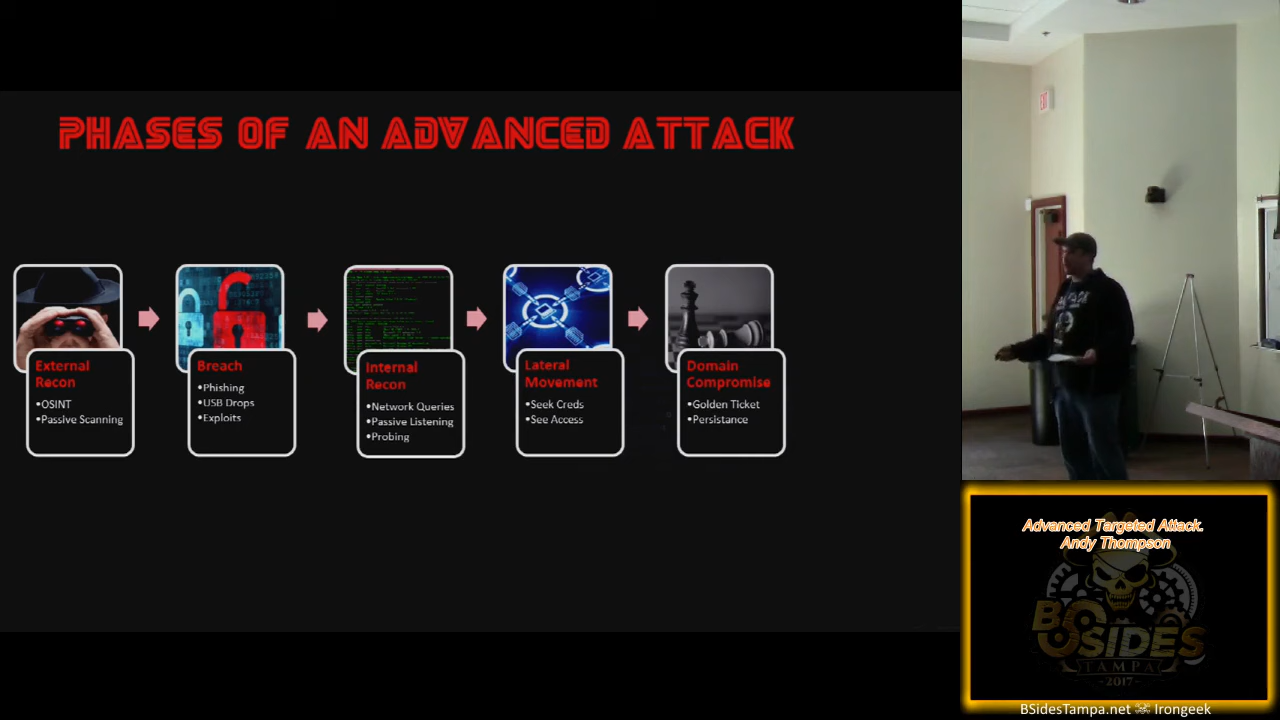 PHASES OF AN ADVANCED ATTACK
External
Recon
•OSINT
•Passive Scanning
Breach
•Phishing
•USB Drops
•Exploits
Internal
Recon
•Network Queries
•Passive Listening
•Probing
Lateral
Movement
•Seek Creds
•See Access
Domain
Compromise
•Golden Ticket
•Persistance
EXIT
Advanced Targeted Attack.
Andy Thompson
BSIDES
TAMPA
-2017-
BSidesTampa.net ☠ Irongeek